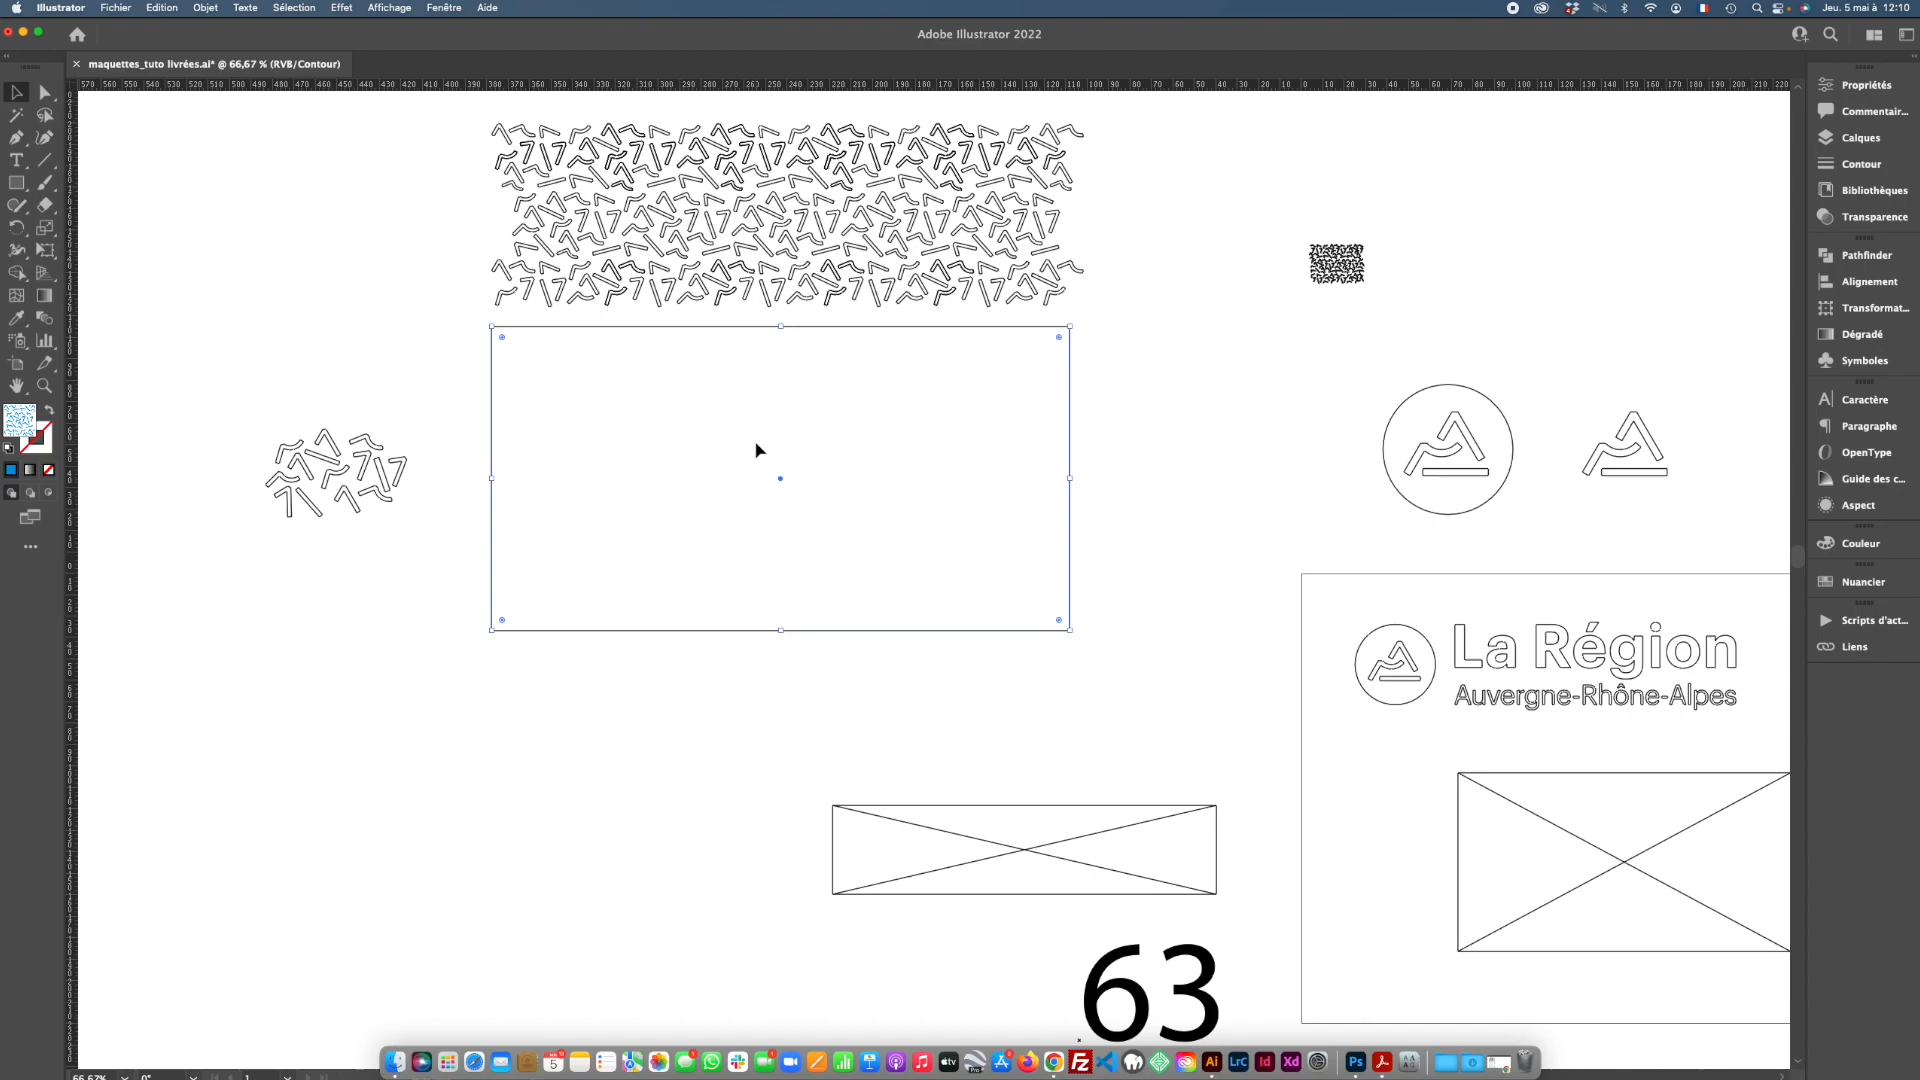 Illustrator Fichier Edition Objet Texte Sélection Effet Affichage Fenêtre Aide Jeu. 5 mai à 12:10
Adobe Illustrator 2022
maquettes_tuto livrées.ai* @ 66,67 % (RVB/Contour)
Propriétés
Commentair...
Calques
Contour
Bibliothèques
Transparence
Pathfinder
Alignement
Transformat...
Dégradé
Symboles
Caractère
Paragraphe
OpenType
Guide des c...
Aspect
Couleur
Nuancier
Scripts d'act...
Liens
La Région
Auvergne-Rhône-Alpes
63